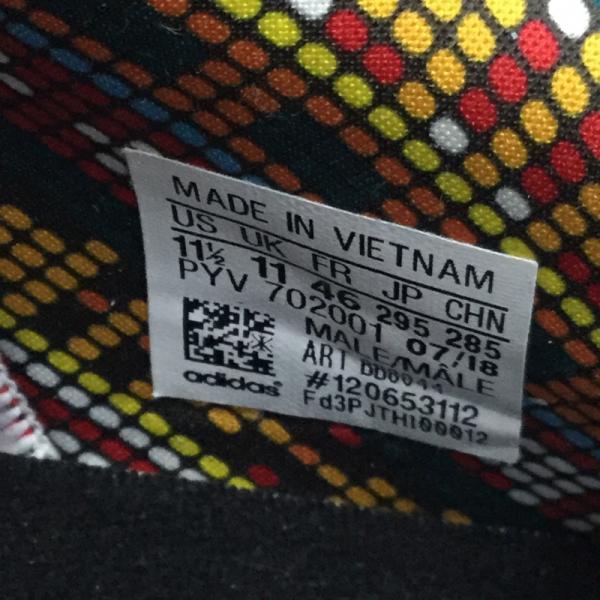 MADE IN VIETNAM
US UK FR JP CHN
11½ 11 46 295 285
PYV 702001 07/18
MALE/MÂLE
ART
#120653112
Fd3PJTHI00012
adidas